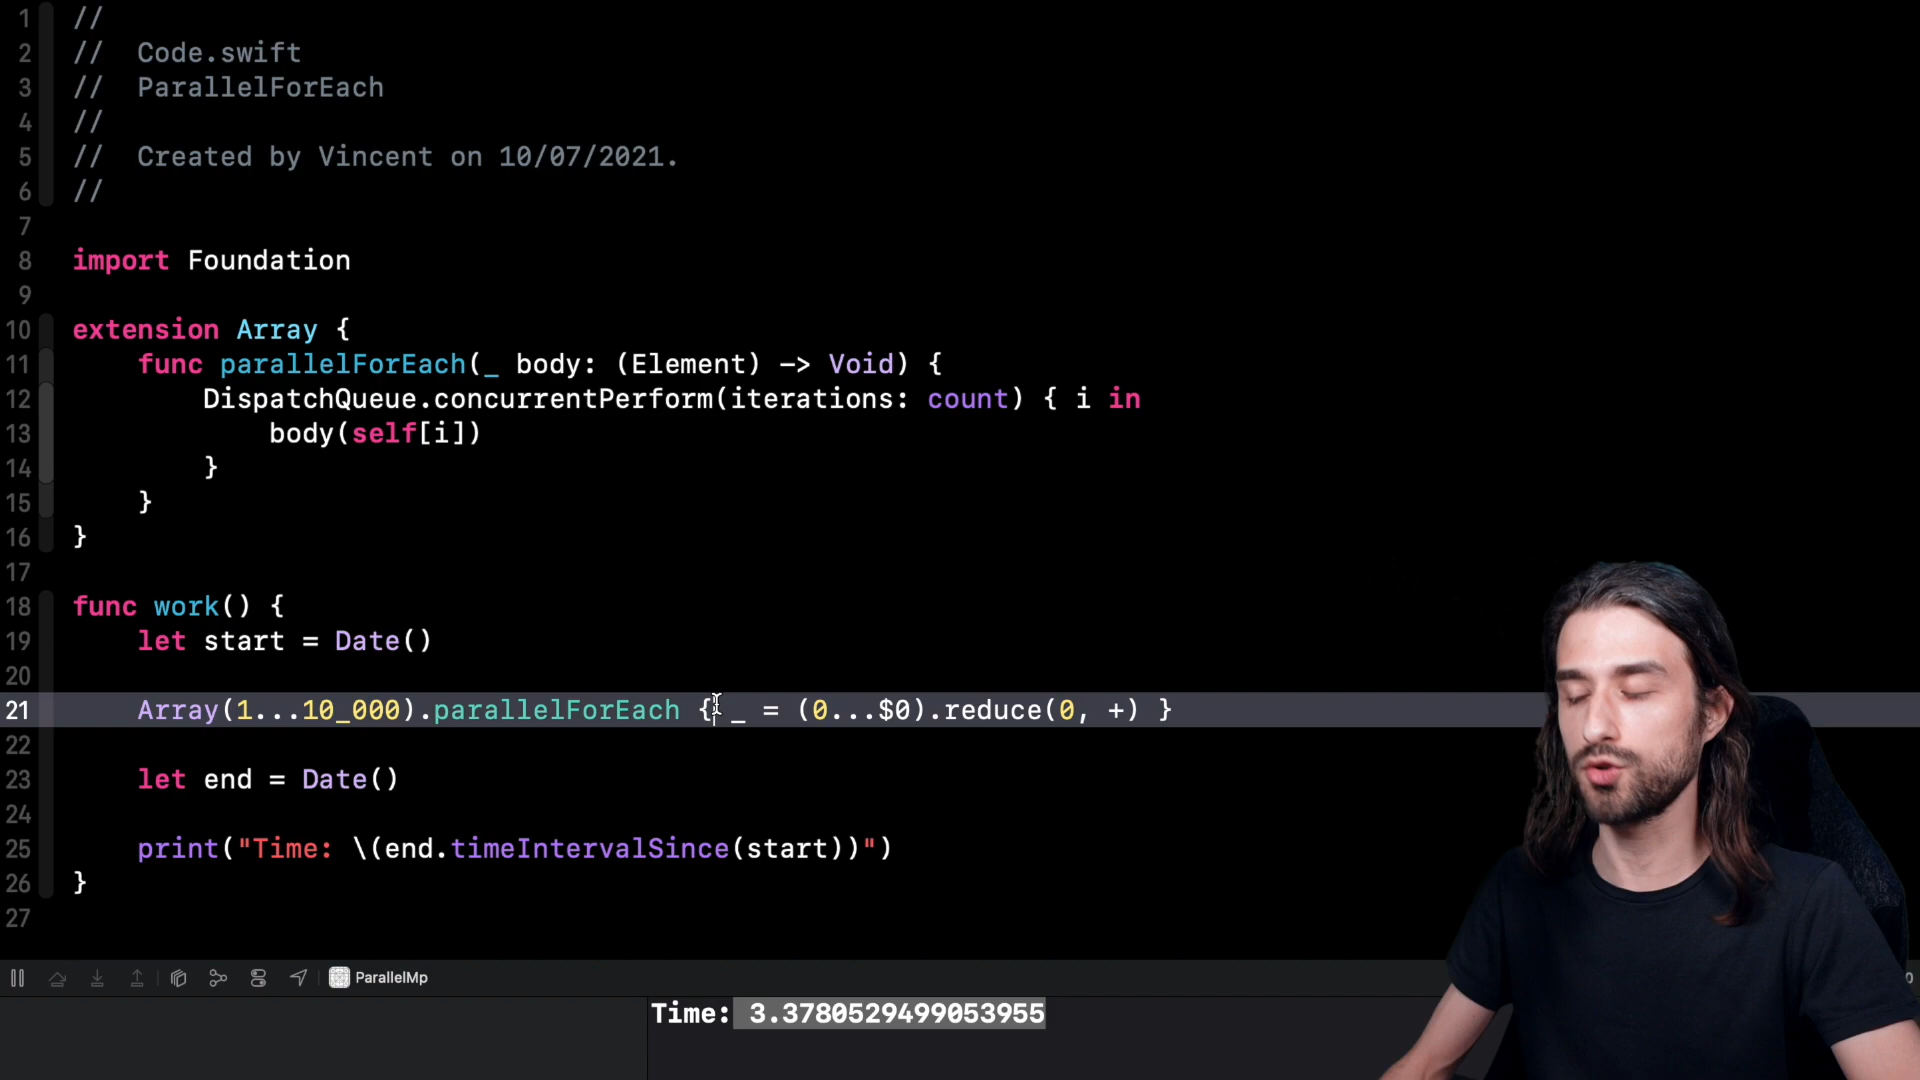 1 //
2 //  Code.swift
3 //  ParallelForEach
4 //
5 //  Created by Vincent on 10/07/2021.
6 //
7
8 import Foundation
9
10 extension Array {
11     func parallelForEach(_ body: (Element) -> Void) {
12         DispatchQueue.concurrentPerform(iterations: count) { i in
13             body(self[i])
14         }
15     }
16 }
17
18 func work() {
19     let start = Date()
20
21     Array(1...10_000).parallelForEach { _ = (0...$0).reduce(0, +) }
22
23     let end = Date()
24
25     print("Time: \(end.timeIntervalSince(start))")
26 }
27
ParallelMp
Time: 3.3780529499053955